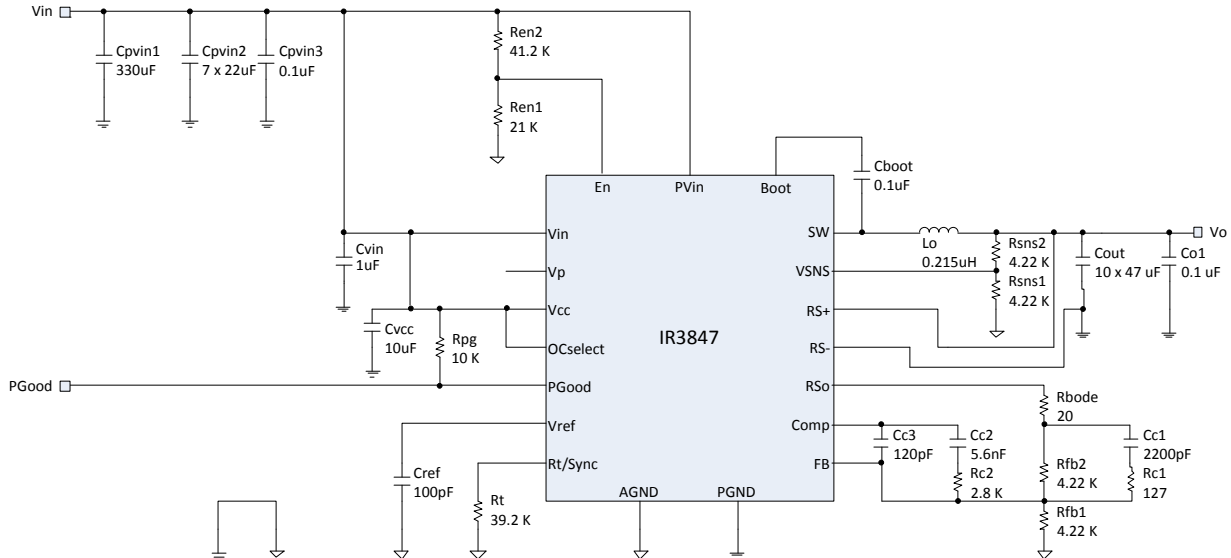 Vin
Cpvin1
330uF
Cpvin2
7 x 22uF
Cpvin3
0.1uF
Ren2
41.2 K
Ren1
21 K
Cboot
0.1uF
En
PVin
Boot
Vin
Vp
Vcc
OCselect
PGood
Vref
Rt/Sync
AGND
PGND
IR3847
SW
VSNS
RS+
RS-
RSo
Comp
FB
Cvin
1uF
Cvcc
10uF
Rpg
10 K
PGood
Cref
100pF
Rt
39.2 K
Lo
0.215uH
Rsns2
4.22 K
Rsns1
4.22 K
Cout
10 x 47 uF
Co1
0.1 uF
Vo
Rbode
20
Cc3
120pF
Cc2
5.6nF
Rc2
2.8 K
Rfb2
4.22 K
Cc1
2200pF
Rc1
127
Rfb1
4.22 K